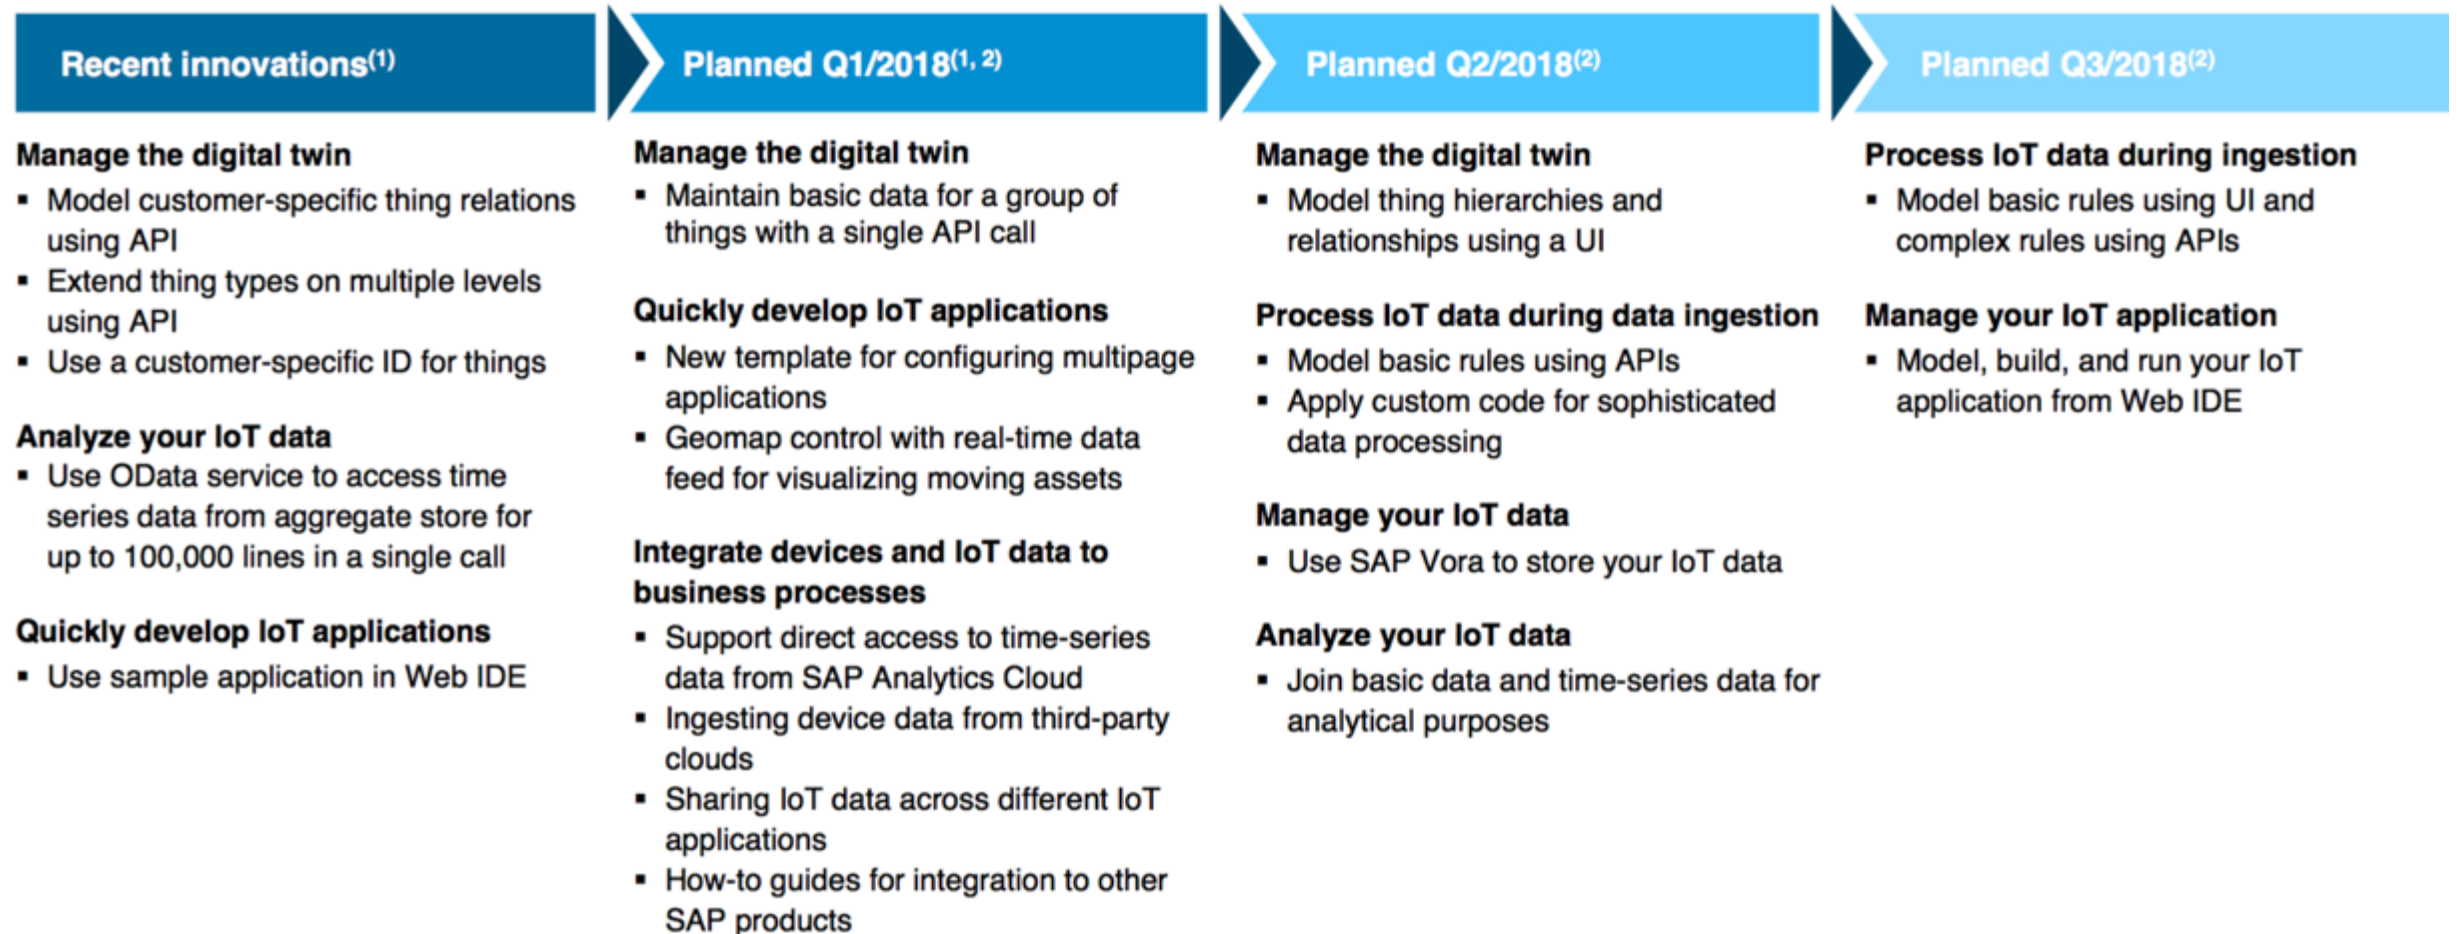 Recent innovations(1)
Manage the digital twin
▪ Model customer-specific thing relations
using API
▪ Extend thing types on multiple levels
using API
▪ Use a customer-specific ID for things
Analyze your IoT data
▪ Use OData service to access time
series data from aggregate store for
up to 100,000 lines in a single call
Quickly develop IoT applications
▪ Use sample application in Web IDE
Planned Q1/2018(1, 2)
Manage the digital twin
▪ Maintain basic data for a group of
things with a single API call
Quickly develop IoT applications
▪ New template for configuring multipage
applications
▪ Geomap control with real-time data
feed for visualizing moving assets
Integrate devices and IoT data to
business processes
▪ Support direct access to time-series
data from SAP Analytics Cloud
▪ Ingesting device data from third-party
clouds
▪ Sharing IoT data across different IoT
applications
▪ How-to guides for integration to other
SAP products
Planned Q2/2018(2)
Manage the digital twin
▪ Model thing hierarchies and
relationships using a UI
Process IoT data during data ingestion
▪ Model basic rules using APIs
▪ Apply custom code for sophisticated
data processing
Manage your IoT data
▪ Use SAP Vora to store your IoT data
Analyze your IoT data
▪ Join basic data and time-series data for
analytical purposes
Planned Q3/2018(2)
Process IoT data during ingestion
▪ Model basic rules using UI and
complex rules using APIs
Manage your IoT application
▪ Model, build, and run your IoT
application from Web IDE